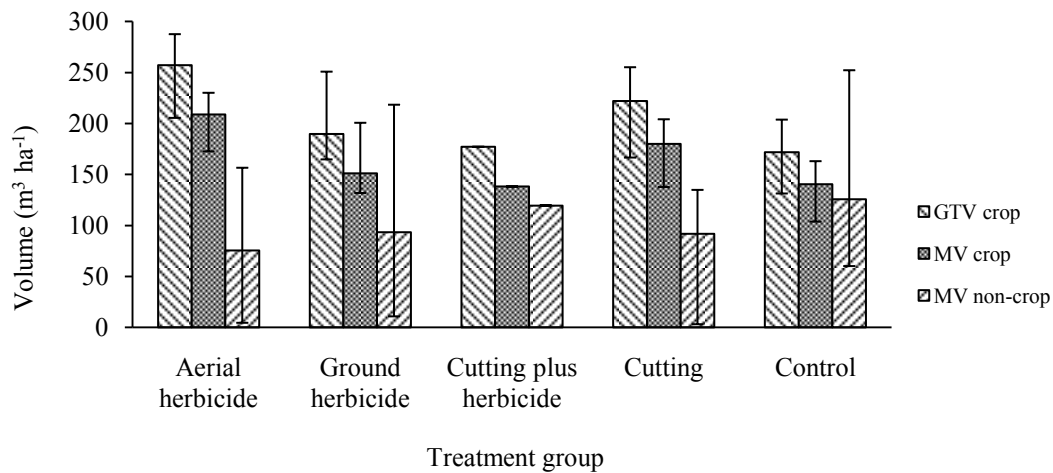 300
250
200
150
100
50
0
Volume (m³ ha⁻¹)
GTV crop
MV crop
MV non-crop
Aerial herbicide
Ground herbicide
Cutting plus herbicide
Cutting
Control
Treatment group